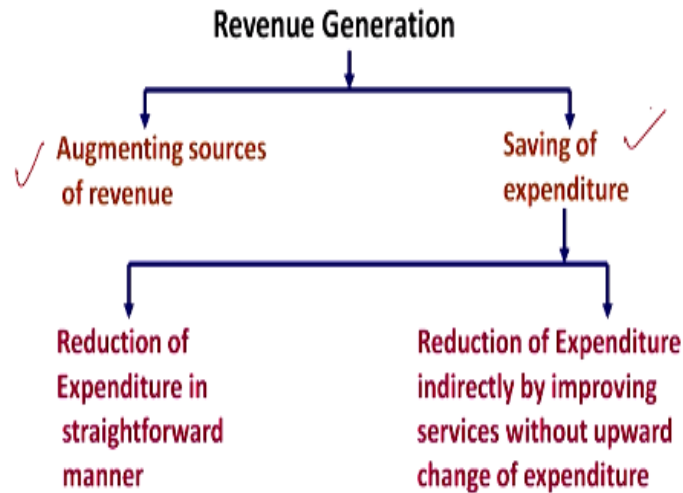 Revenue Generation
Augmenting sources
of revenue
Saving of
expenditure
Reduction of
Expenditure in
straightforward
manner
Reduction of Expenditure
indirectly by improving
services without upward
change of expenditure